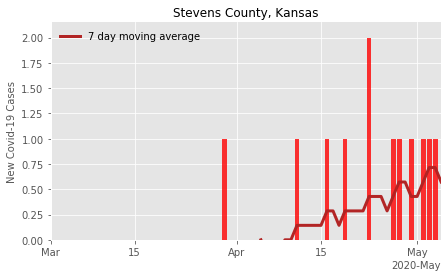 Stevens County, Kansas
7 day moving average
New Covid-19 Cases
2.00
1.75
1.50
1.25
1.00
0.75
0.50
0.25
0.00
Mar
15
Apr
15
May
2020-May